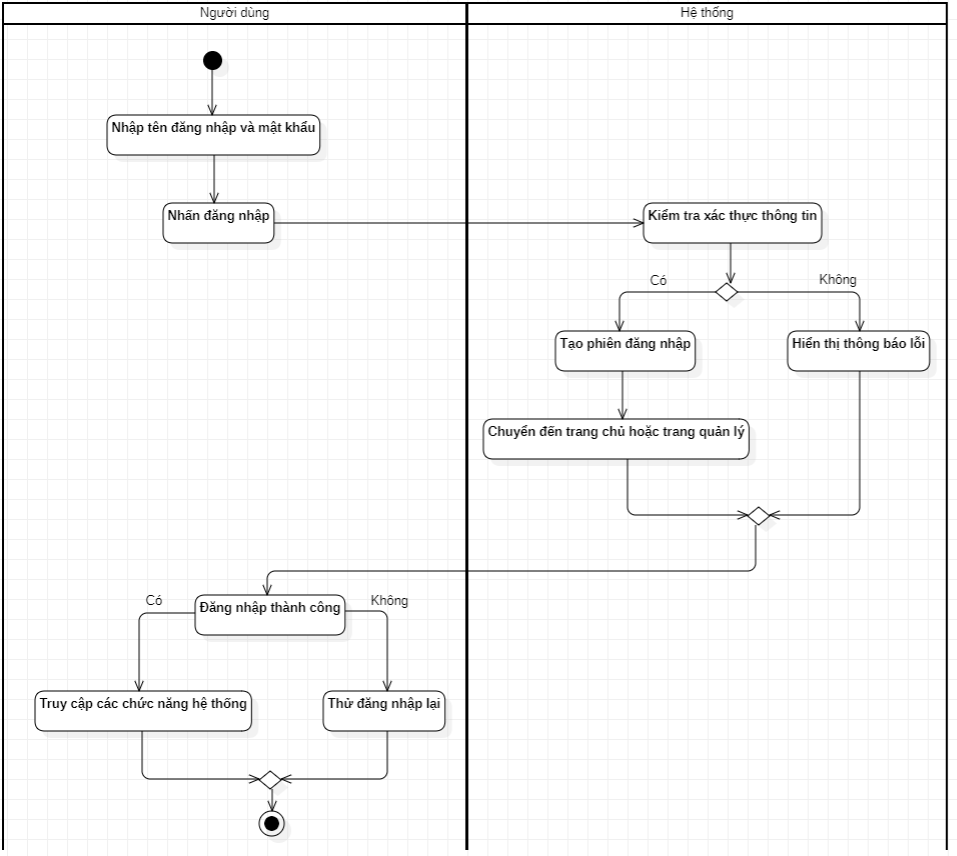 Người dùng
Hệ thống
Nhập tên đăng nhập và mật khẩu
Nhấn đăng nhập
Kiểm tra xác thực thông tin
Có
Không
Tạo phiên đăng nhập
Hiển thị thông báo lỗi
Chuyển đến trang chủ hoặc trang quản lý
Có
Đăng nhập thành công
Không
Truy cập các chức năng hệ thống
Thử đăng nhập lại